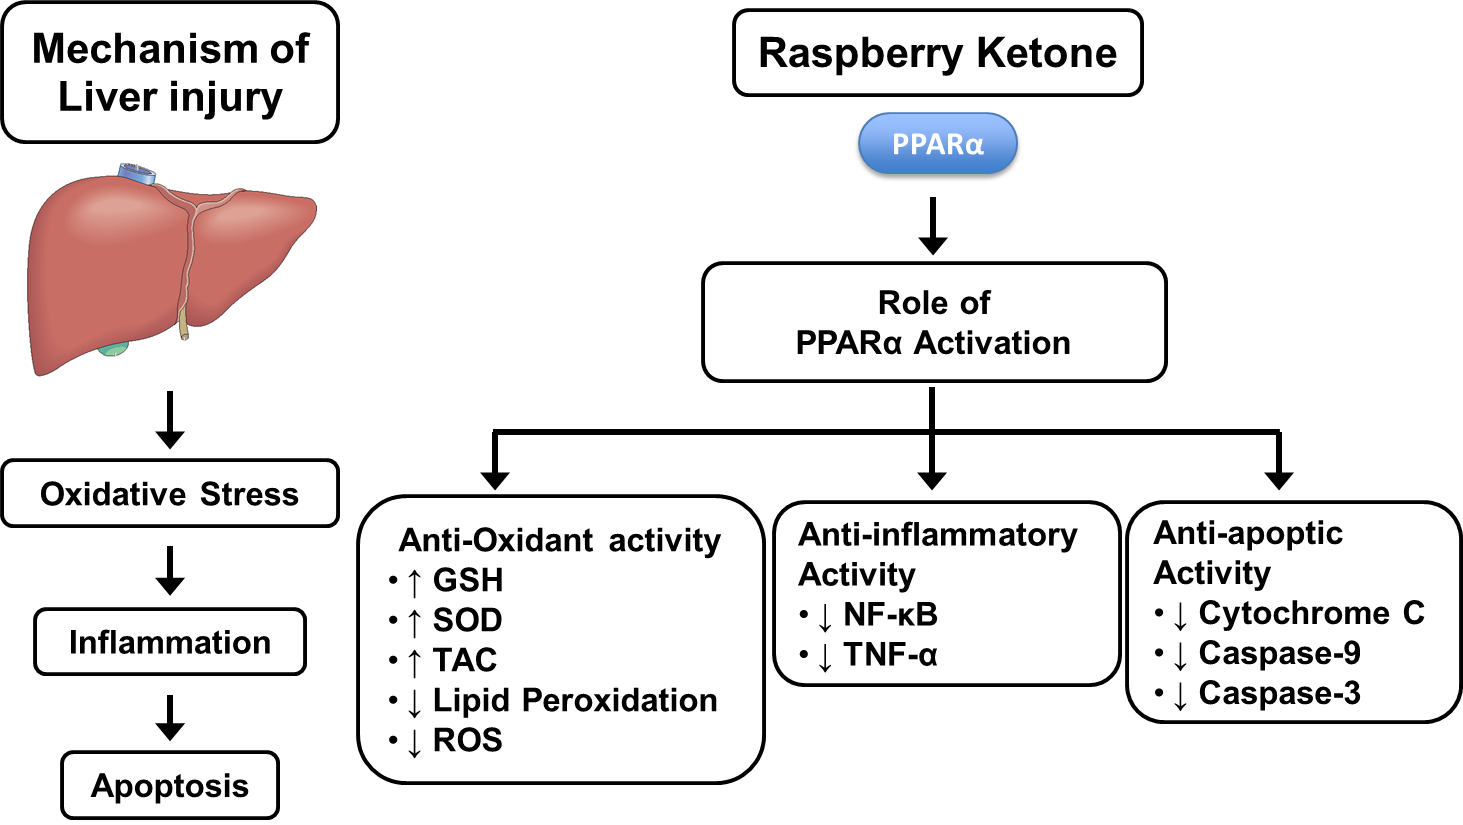 Mechanism of
Liver injury
Oxidative Stress
Inflammation
Apoptosis
Raspberry Ketone
PPARα
Role of
PPARα Activation
Anti-Oxidant activity
• ↑ GSH
• ↑ SOD
• ↑ TAC
• ↓ Lipid Peroxidation
• ↓ ROS
Anti-inflammatory
Activity
• ↓ NF-κB
• ↓ TNF-α
Anti-apoptic
Activity
• ↓ Cytochrome C
• ↓ Caspase-9
• ↓ Caspase-3